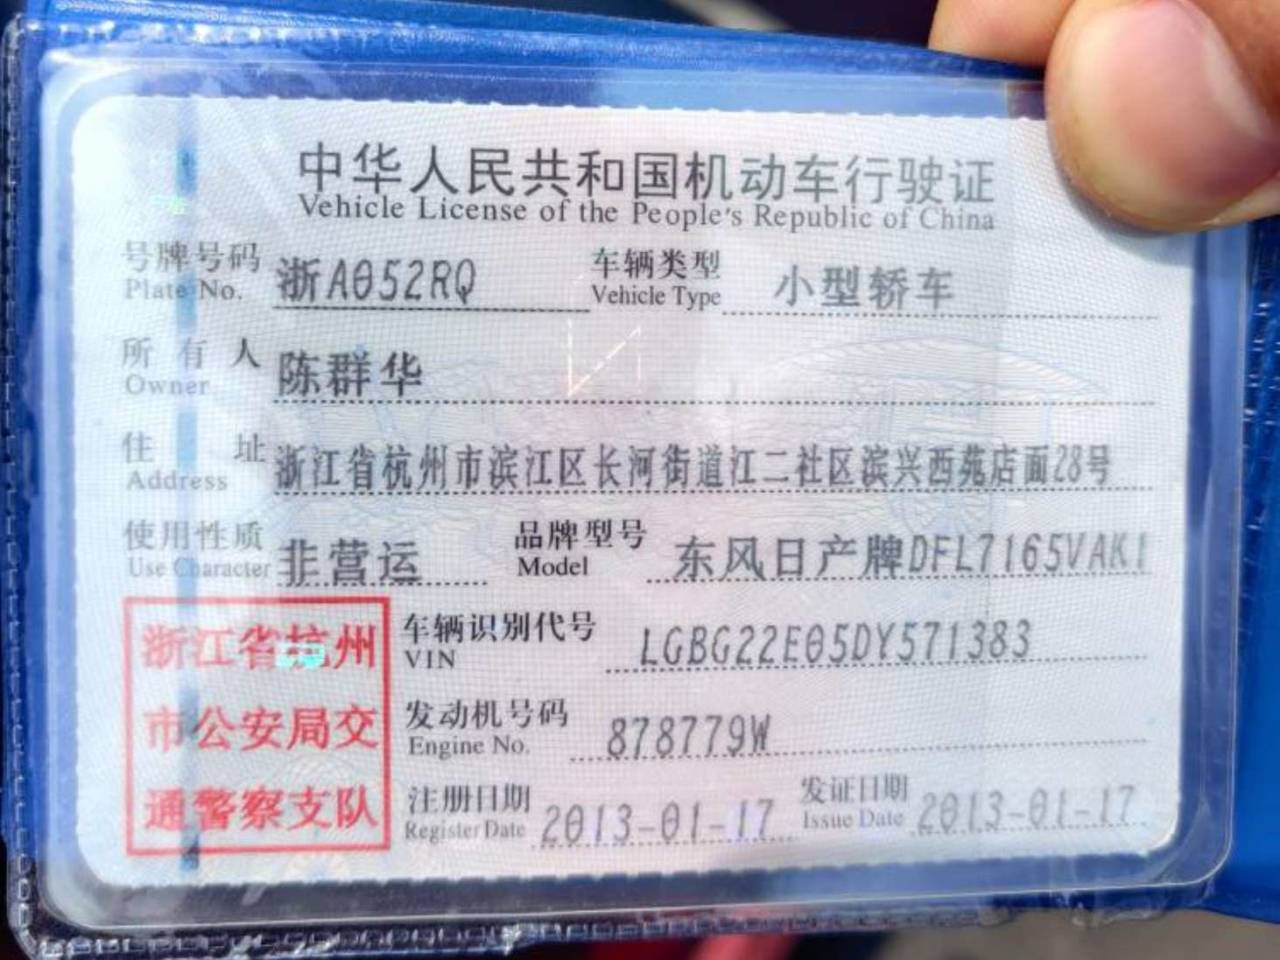 中华人民共和国机动车行驶证
Vehicle License of the People's Republic of China
号牌号码 浙A052RQ 车辆类型 小型轿车
Plate No. Vehicle Type
所有人 陈群华
Owner
住址 浙江省杭州市滨江区长河街道江二社区滨兴西苑店面28号
Address
使用性质 非营运 品牌型号 东风日产牌DFL7165VAK1
Use Character Model
浙江省杭州 车辆识别代号 LGBG22E05DY571383
VIN
市公安局交 发动机号码 878779W
Engine No.
通警察支队 注册日期 2013-01-17 发证日期 2013-01-17
Register Date Issue Date